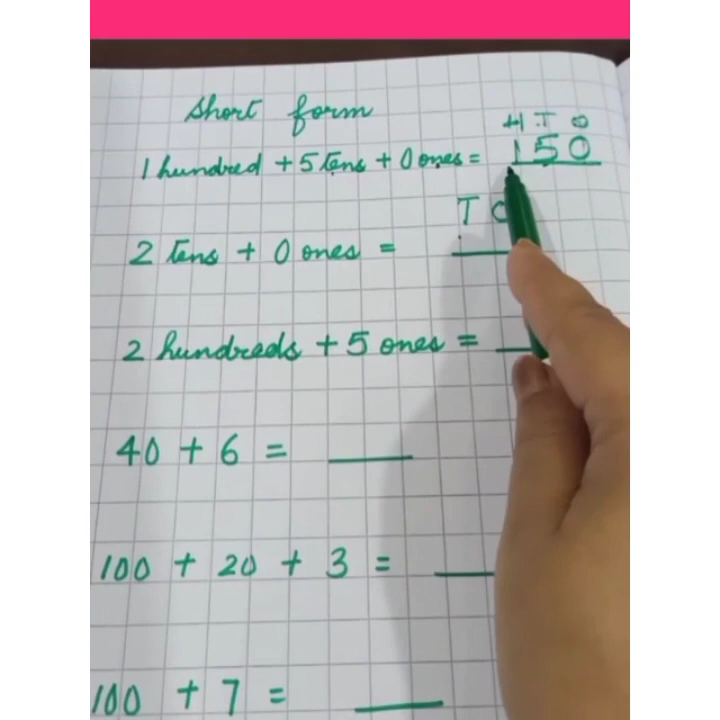 Short form
H T O
1 hundred + 5 Tens + 0 ones = 150
T O
2 Tens + 0 ones =
2 hundreds + 5 ones =
40 + 6 =
100 + 20 + 3 =
100 + 7 =